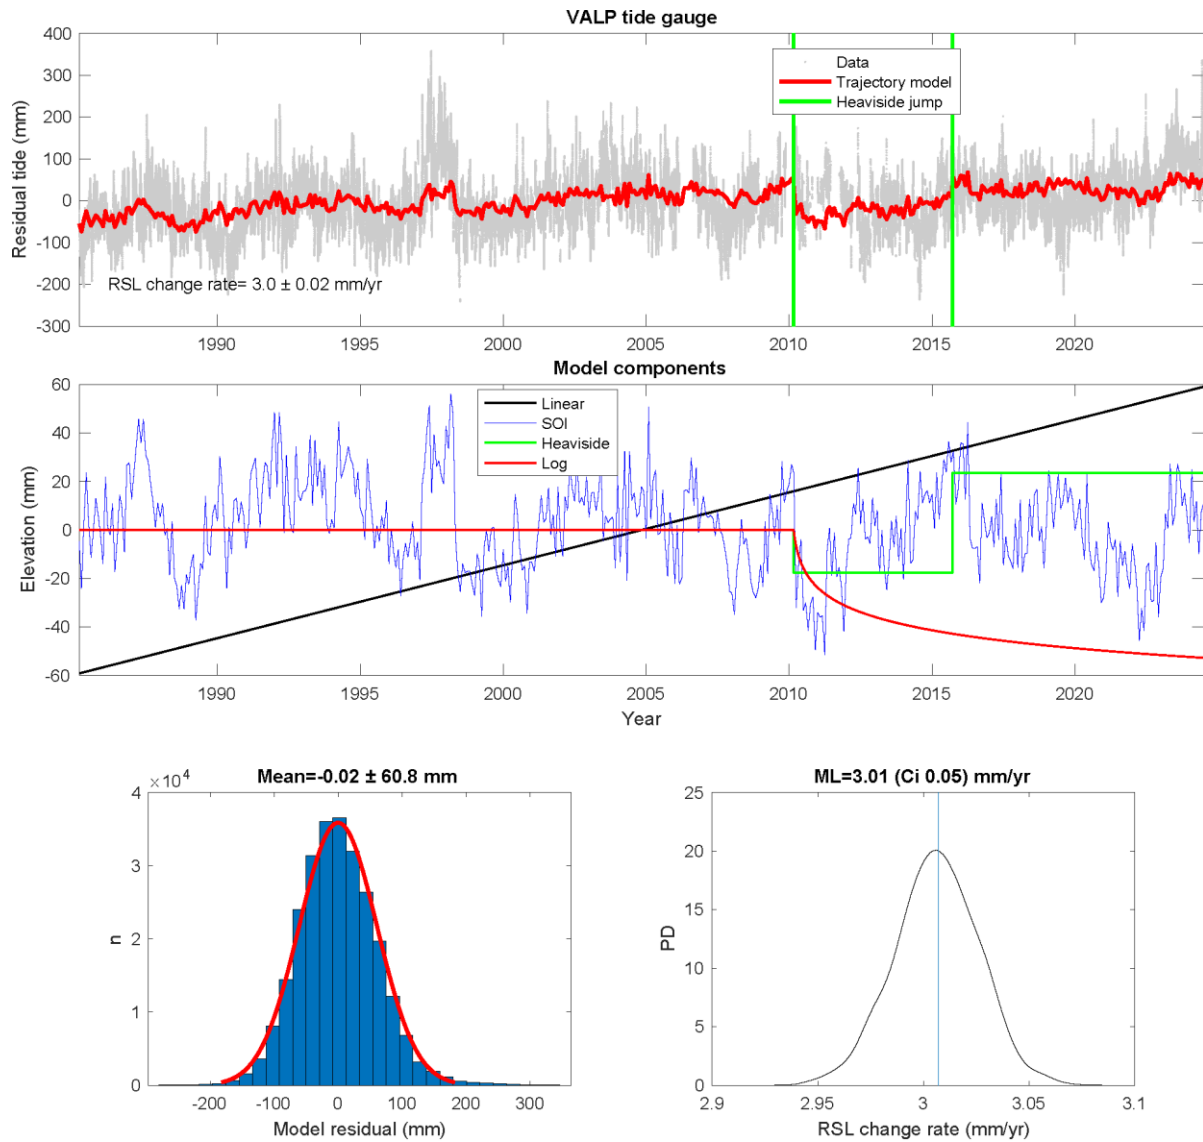 VALP tide gauge
400
300
200
100
0
-100
-200
-300
Residual tide (mm)
Data
Trajectory model
Heaviside jump
RSL change rate= 3.0 ± 0.02 mm/yr
1990 1995 2000 2005 2010 2015 2020
Model components
60
40
20
0
-20
-40
-60
Elevation (mm)
Linear
SOI
Heaviside
Log
1990 1995 2000 2005 2010 2015 2020
Year
Mean=-0.02 ± 60.8 mm
×10⁴
4
3
2
1
0
n
-200 -100 0 100 200 300
Model residual (mm)
ML=3.01 (Ci 0.05) mm/yr
25
20
15
10
5
0
PD
2.9 2.95 3 3.05 3.1
RSL change rate (mm/yr)